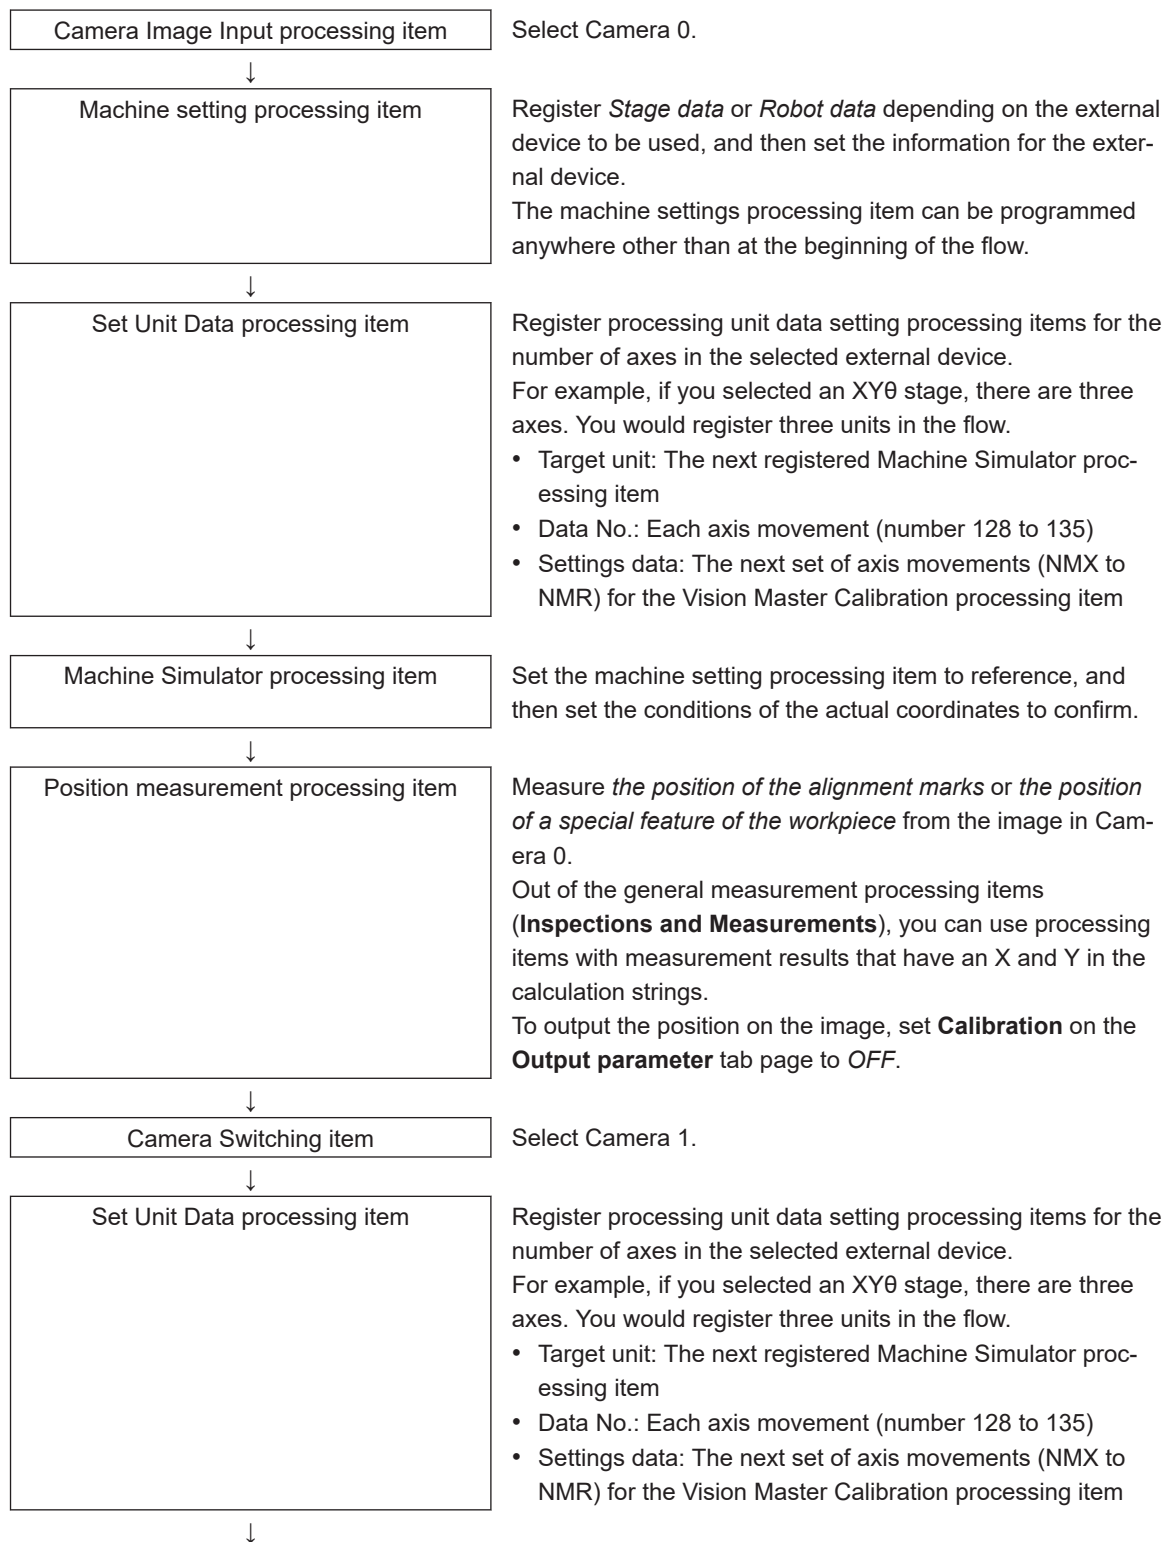 Camera Image Input processing item
Select Camera 0.
↓
Machine setting processing item
Register Stage data or Robot data depending on the external
device to be used, and then set the information for the exter-
nal device.
The machine settings processing item can be programmed
anywhere other than at the beginning of the flow.
↓
Set Unit Data processing item
Register processing unit data setting processing items for the
number of axes in the selected external device.
For example, if you selected an XYθ stage, there are three
axes. You would register three units in the flow.
• Target unit: The next registered Machine Simulator proc-
essing item
• Data No.: Each axis movement (number 128 to 135)
• Settings data: The next set of axis movements (NMX to
NMR) for the Vision Master Calibration processing item
↓
Machine Simulator processing item
Set the machine setting processing item to reference, and
then set the conditions of the actual coordinates to confirm.
↓
Position measurement processing item
Measure the position of the alignment marks or the position
of a special feature of the workpiece from the image in Cam-
era 0.
Out of the general measurement processing items
(Inspections and Measurements), you can use processing
items with measurement results that have an X and Y in the
calculation strings.
To output the position on the image, set Calibration on the
Output parameter tab page to OFF.
↓
Camera Switching item
Select Camera 1.
↓
Set Unit Data processing item
Register processing unit data setting processing items for the
number of axes in the selected external device.
For example, if you selected an XYθ stage, there are three
axes. You would register three units in the flow.
• Target unit: The next registered Machine Simulator proc-
essing item
• Data No.: Each axis movement (number 128 to 135)
• Settings data: The next set of axis movements (NMX to
NMR) for the Vision Master Calibration processing item
↓